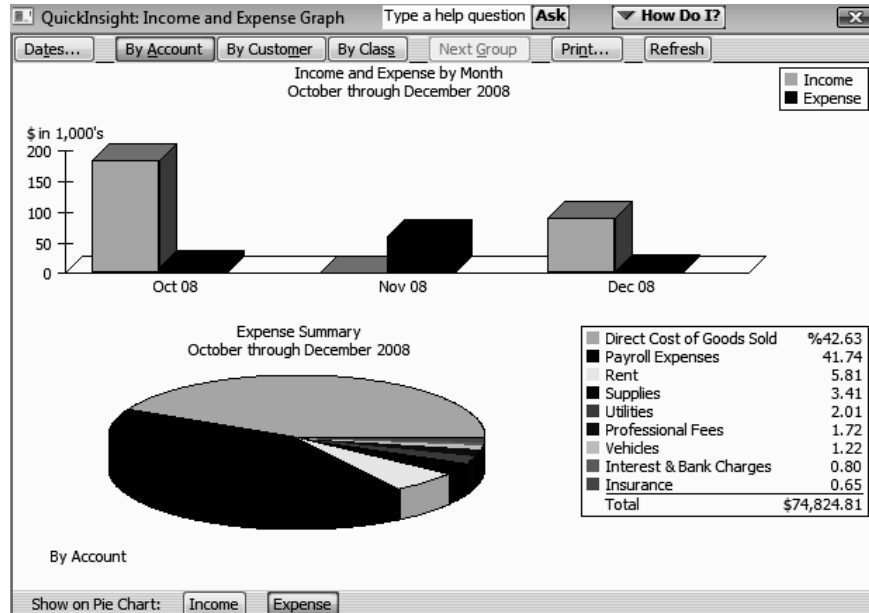 QuickInsight: Income and Expense Graph Type a help question Ask How Do I?
Dates... By Account By Customer By Class Next Group Print... Refresh
Income and Expense by Month
October through December 2008
Income
Expense
$ in 1,000's
200
150
100
50
0
Oct 08 Nov 08 Dec 08
Expense Summary
October through December 2008
Direct Cost of Goods Sold %42.63
Payroll Expenses 41.74
Rent 5.81
Supplies 3.41
Utilities 2.01
Professional Fees 1.72
Vehicles 1.22
Interest & Bank Charges 0.80
Insurance 0.65
Total $74,824.81
By Account
Show on Pie Chart: Income Expense